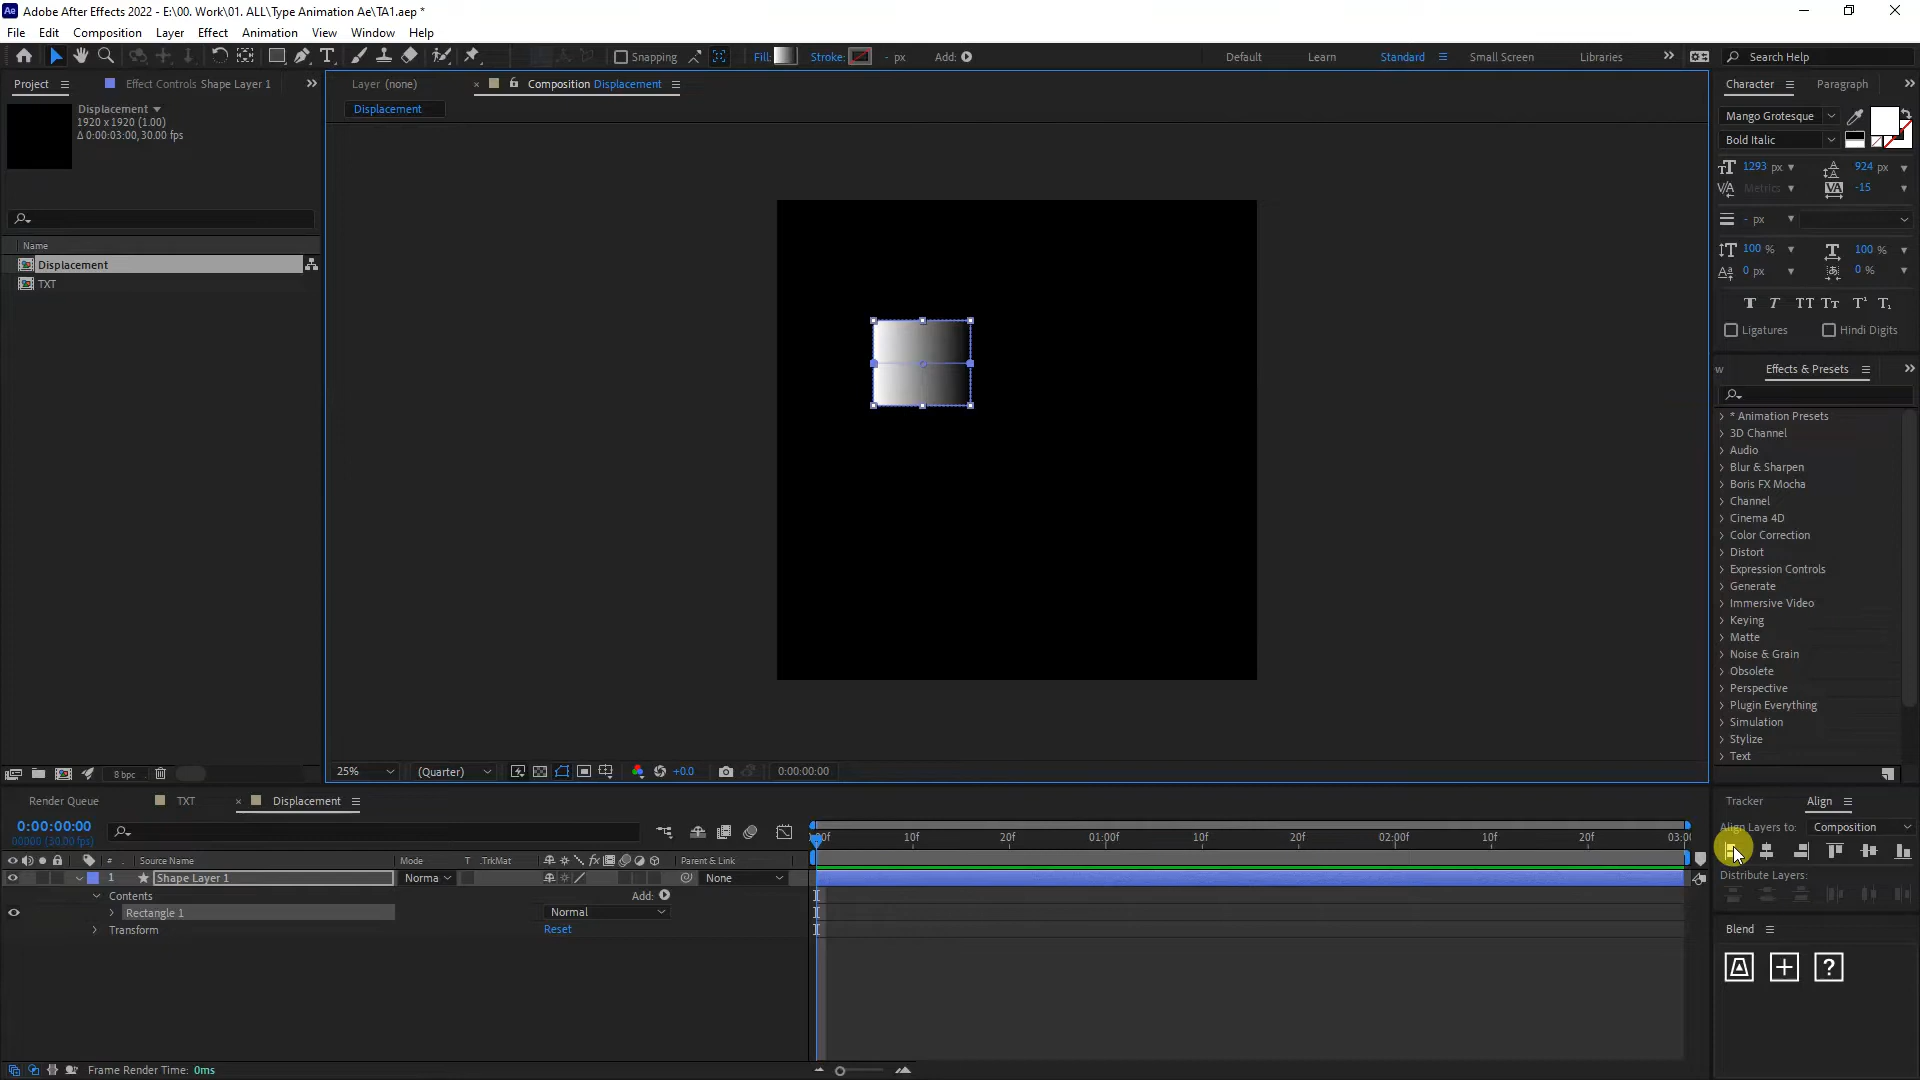 Adobe After Effects 2022 - E:\00. Work\01. ALL\Type Animation Ae\TA1.aep *
File Edit Composition Layer Effect Animation View Window Help
Snapping Fill: Stroke: - px Add: Default Learn Standard Small Screen Libraries Search Help
Project Effect Controls Shape Layer 1
Layer (none) Composition Displacement
Character Paragraph
Displacement
1920 x 1920 (1.00)
Δ 0:00:03:00, 30.00 fps
Displacement
Mango Grotesque
Bold Italic
1293 px 924 px
Metrics -15
- px
100 % 100 %
0 px 0 %
Ligatures Hindi Digits
Name
Displacement
TXT
Effects & Presets
* Animation Presets
3D Channel
Audio
Blur & Sharpen
Boris FX Mocha
Channel
Cinema 4D
Color Correction
Distort
Expression Controls
Generate
Immersive Video
Keying
Matte
Noise & Grain
Obsolete
Perspective
Plugin Everything
Simulation
Stylize
Text
8 bpc 25% (Quarter) +0.0 0:00:00:00
Render Queue TXT Displacement
Tracker Align
0:00:00:00
00000 (30.00 fps)
10f 20f 01:00f 10f 20f 02:00f 10f 20f
Align Layers to: Composition
# Source Name Mode T .TrkMat Parent & Link
1 Shape Layer 1 Norma None
Distribute Layers:
Contents Add:
Rectangle 1 Normal
Transform Reset
Blend
Frame Render Time: 0ms